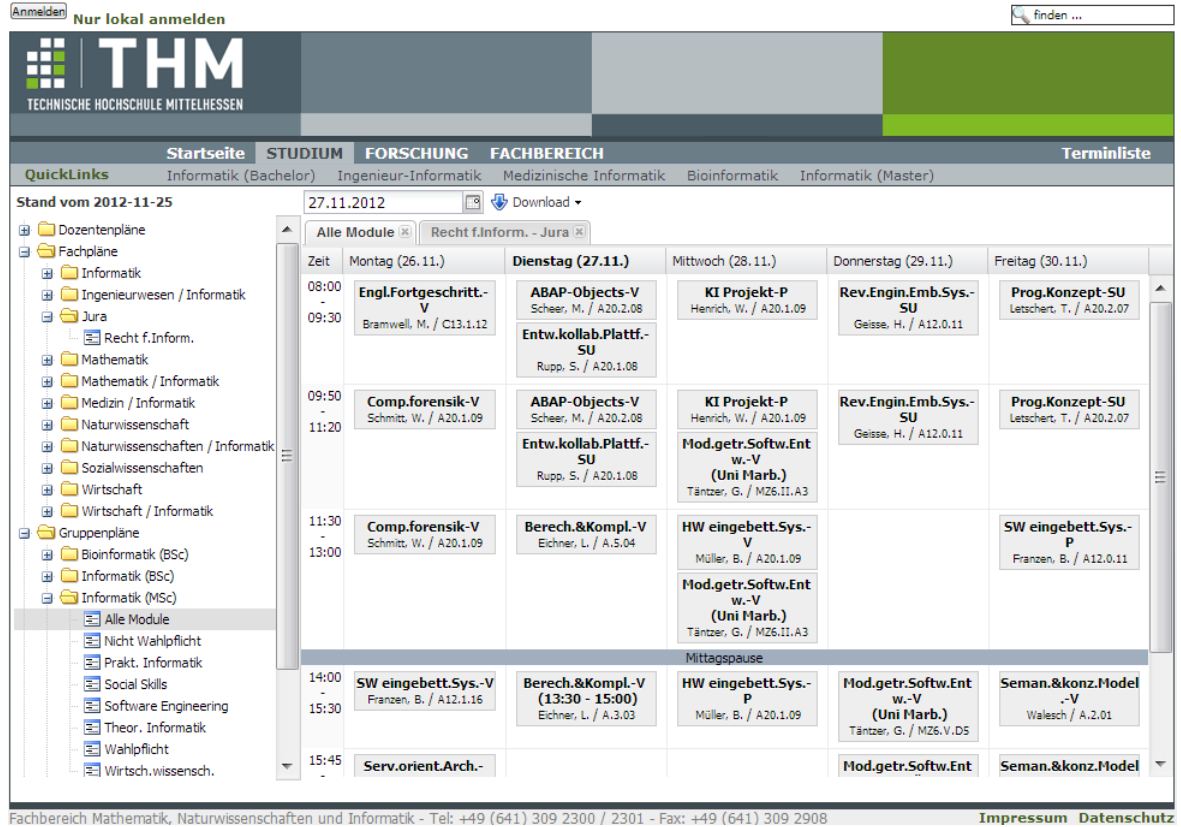 Anmelden Nur lokal anmelden
finden ...
THM
TECHNISCHE HOCHSCHULE MITTELHESSEN
Startseite STUDIUM FORSCHUNG FACHBEREICH Terminliste
QuickLinks Informatik (Bachelor) Ingenieur-Informatik Medizinische Informatik Bioinformatik Informatik (Master)
Stand vom 2012-11-25
Dozentenpläne
Fachpläne
Informatik
Ingenieurwesen / Informatik
Jura
Recht f.Inform.
Mathematik
Mathematik / Informatik
Medizin / Informatik
Naturwissenschaft
Naturwissenschaften / Informatik
Sozialwissenschaften
Wirtschaft
Wirtschaft / Informatik
Gruppenpläne
Bioinformatik (BSc)
Informatik (BSc)
Informatik (MSc)
Alle Module
Nicht Wahlpflicht
Prakt. Informatik
Social Skills
Software Engineering
Theor. Informatik
Wahlpflicht
Wirtsch.wissensch.
27.11.2012 Download
Alle Module Recht f.Inform. - Jura
Zeit Montag (26.11.) Dienstag (27.11.) Mittwoch (28.11.) Donnerstag (29.11.) Freitag (30.11.)
08:00
-
09:30
Engl.Fortgeschritt.-
V
Bramwell, M. / C13.1.12
ABAP-Objects-V
Scheer, M. / A20.2.08
Entw.kollab.Plattf.-
SU
Rupp, S. / A20.1.08
KI Projekt-P
Henrich, W. / A20.1.09
Rev.Engin.Emb.Sys.-
SU
Geisse, H. / A12.0.11
Prog.Konzept-SU
Letschert, T. / A20.2.07
09:50
-
11:20
Comp.forensik-V
Schmitt, W. / A20.1.09
ABAP-Objects-V
Scheer, M. / A20.2.08
Entw.kollab.Plattf.-
SU
Rupp, S. / A20.1.08
KI Projekt-P
Henrich, W. / A20.1.09
Mod.getr.Softw.Ent
w.-V
(Uni Marb.)
Täntzer, G. / MZ6.II.A3
Rev.Engin.Emb.Sys.-
SU
Geisse, H. / A12.0.11
Prog.Konzept-SU
Letschert, T. / A20.2.07
11:30
-
13:00
Comp.forensik-V
Schmitt, W. / A20.1.09
Berech.&Kompl.-V
Eichner, L. / A.5.04
HW eingebett.Sys.-
V
Müller, B. / A20.1.09
Mod.getr.Softw.Ent
w.-V
(Uni Marb.)
Täntzer, G. / MZ6.II.A3
SW eingebett.Sys.-
P
Franzen, B. / A12.0.11
Mittagspause
14:00
-
15:30
SW eingebett.Sys.-V
Franzen, B. / A12.1.16
Berech.&Kompl.-V
(13:30 - 15:00)
Eichner, L. / A.3.03
HW eingebett.Sys.-
P
Müller, B. / A20.1.09
Mod.getr.Softw.Ent
w.-V
(Uni Marb.)
Täntzer, G. / MZ6.V.D5
Seman.&konz.Model
.-V
Walesch / A.2.01
15:45
-
Serv.orient.Arch.-
Mod.getr.Softw.Ent
Seman.&konz.Model
Fachbereich Mathematik, Naturwissenschaften und Informatik - Tel: +49 (641) 309 2300 / 2301 - Fax: +49 (641) 309 2908
Impressum Datenschutz